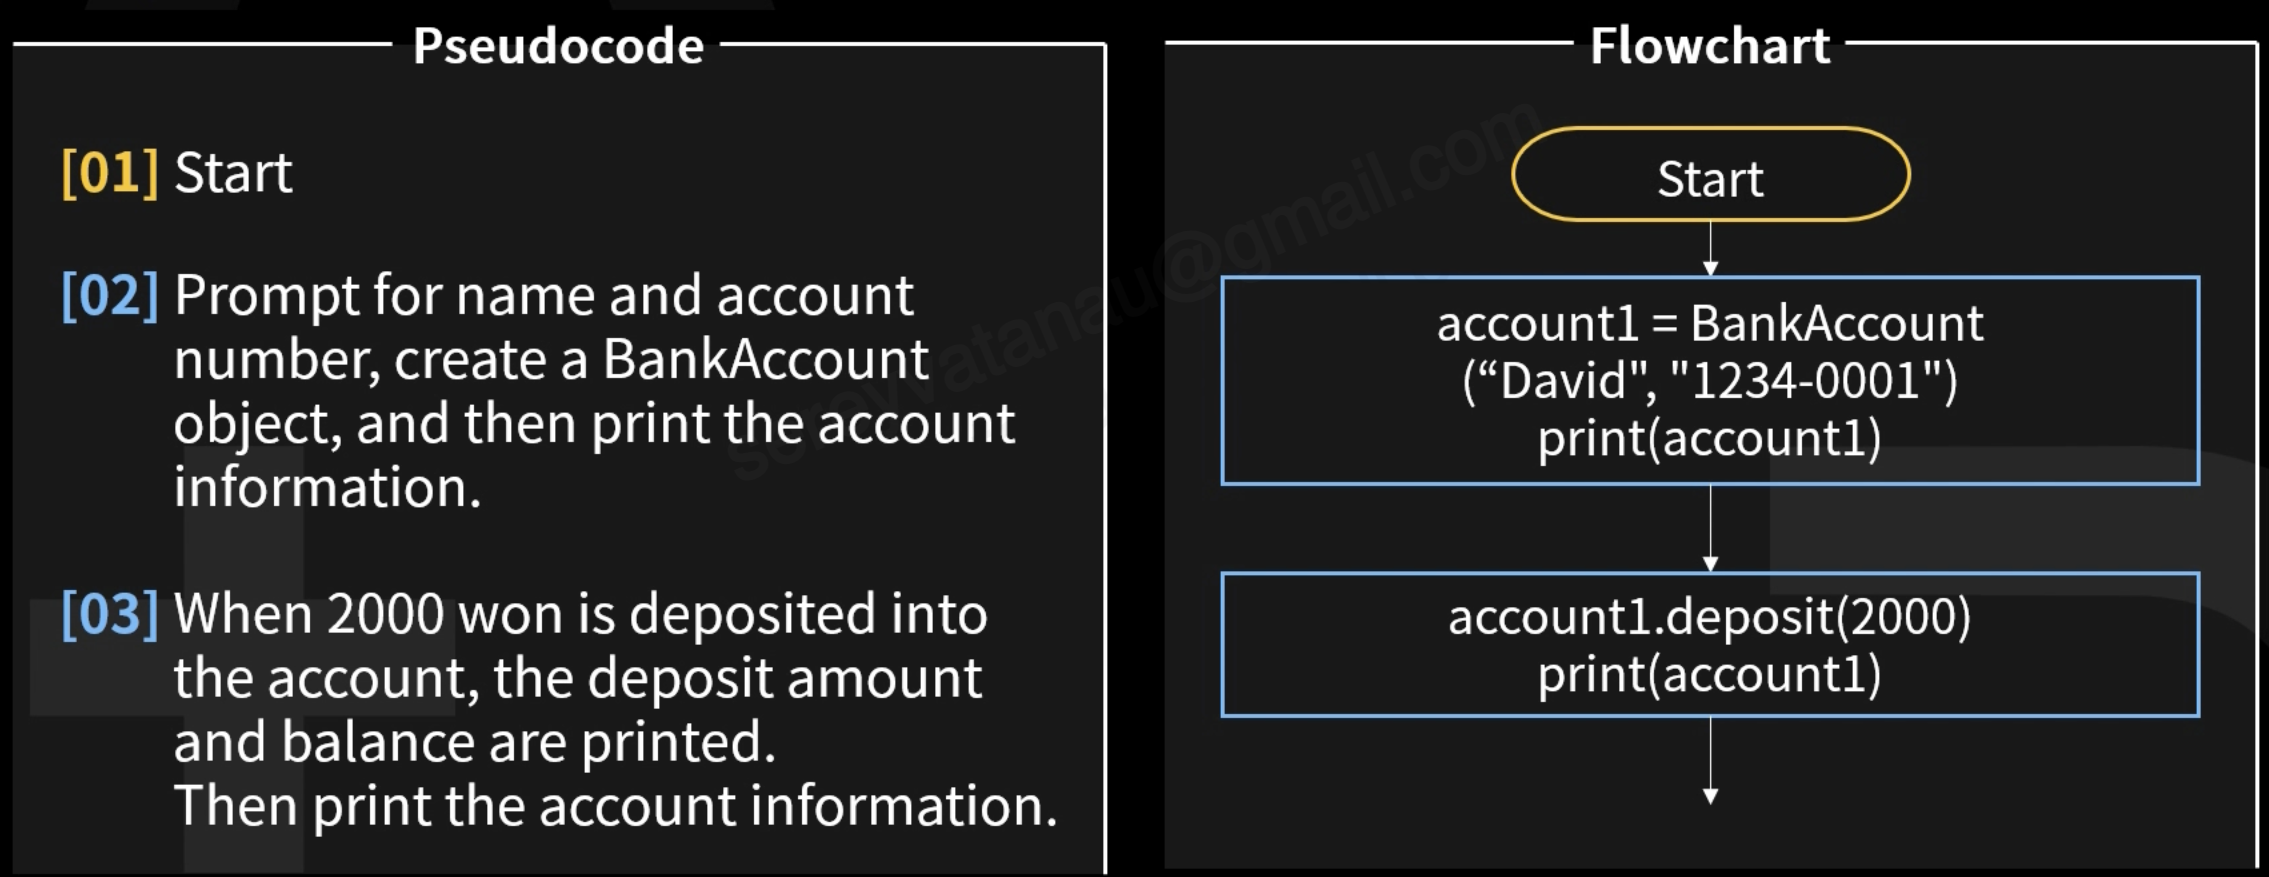 Pseudocode
[01] Start
[02] Prompt for name and account
number, create a BankAccount
object, and then print the account
information.
[03] When 2000 won is deposited into
the account, the deposit amount
and balance are printed.
Then print the account information.
Flowchart
Start
account1 = BankAccount
(“David", "1234-0001")
print(account1)
account1.deposit(2000)
print(account1)